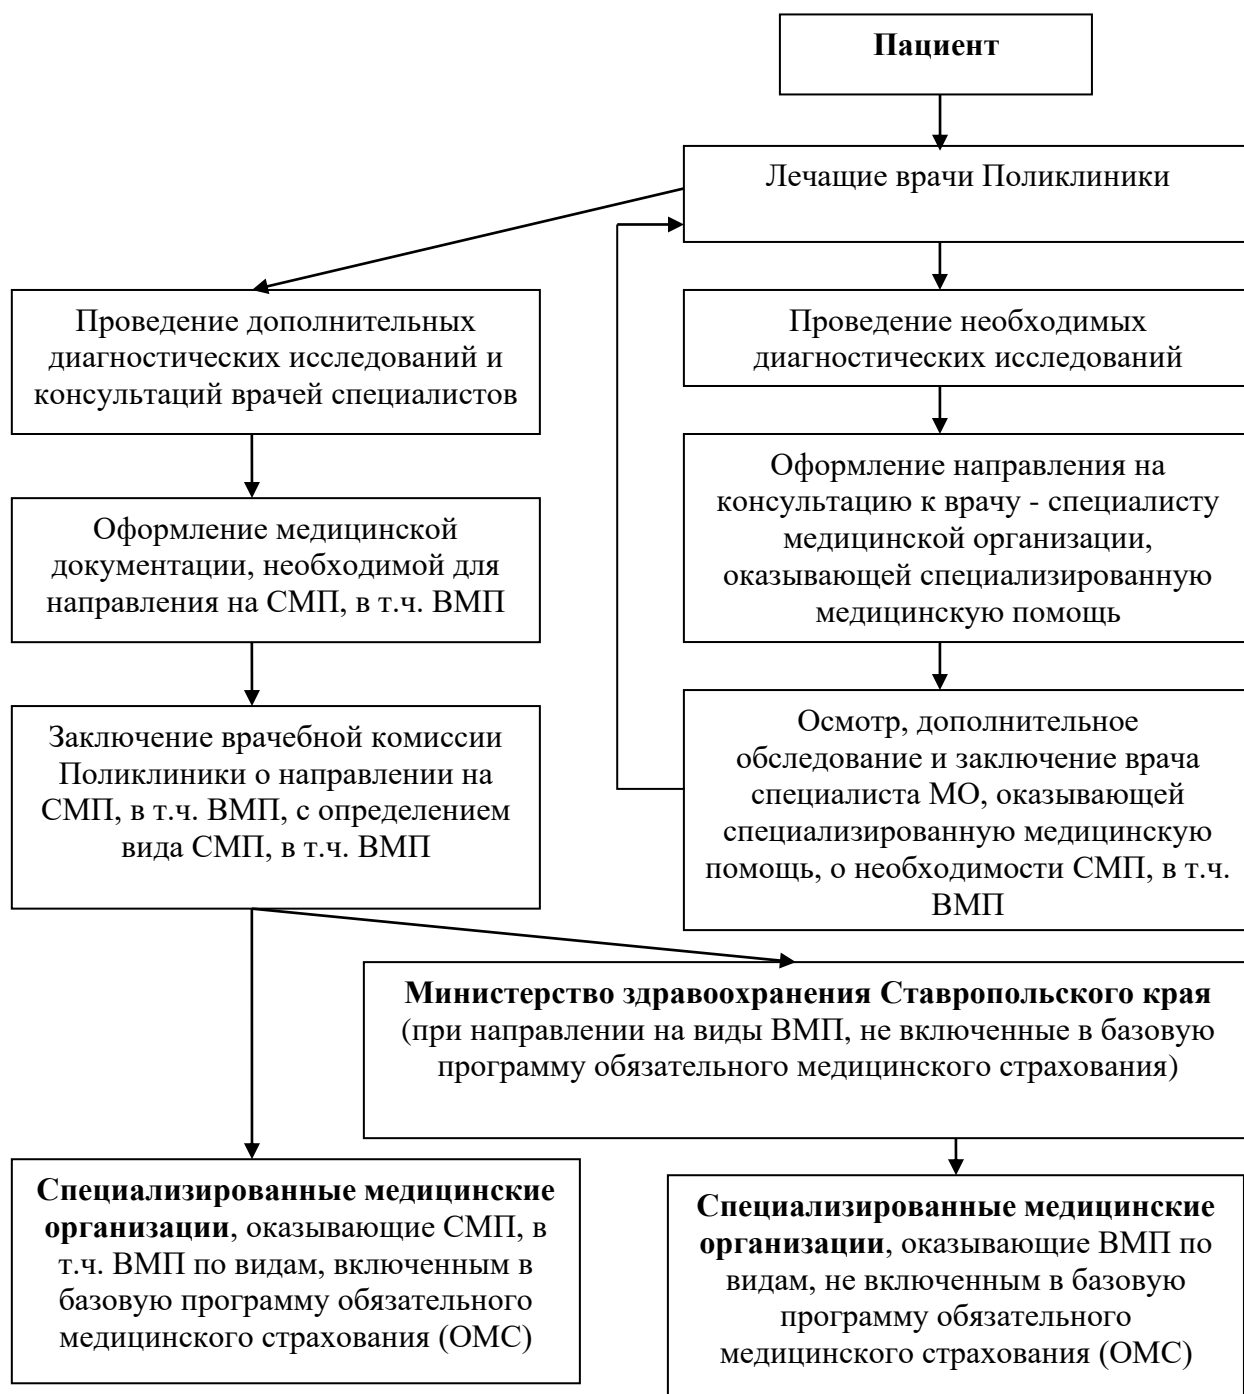 Пациент
Лечащие врачи Поликлиники
Проведение дополнительных
диагностических исследований и
консультаций врачей специалистов
Проведение необходимых
диагностических исследований
Оформление направления на
консультацию к врачу - специалисту
медицинской организации,
оказывающей специализированную
медицинскую помощь
Оформление медицинской
документации, необходимой для
направления на СМП, в т.ч. ВМП
Заключение врачебной комиссии
Поликлиники о направлении на
СМП, в т.ч. ВМП, с определением
вида СМП, в т.ч. ВМП
Осмотр, дополнительное
обследование и заключение врача
специалиста МО, оказывающей
специализированную медицинскую
помощь, о необходимости СМП, в т.ч.
ВМП
Министерство здравоохранения Ставропольского края
(при направлении на виды ВМП, не включенные в базовую
программу обязательного медицинского страхования)
Специализированные медицинские
организации, оказывающие СМП, в
т.ч. ВМП по видам, включенным в
базовую программу обязательного
медицинского страхования (ОМС)
Специализированные медицинские
организации, оказывающие ВМП по
видам, не включенным в базовую
программу обязательного
медицинского страхования (ОМС)